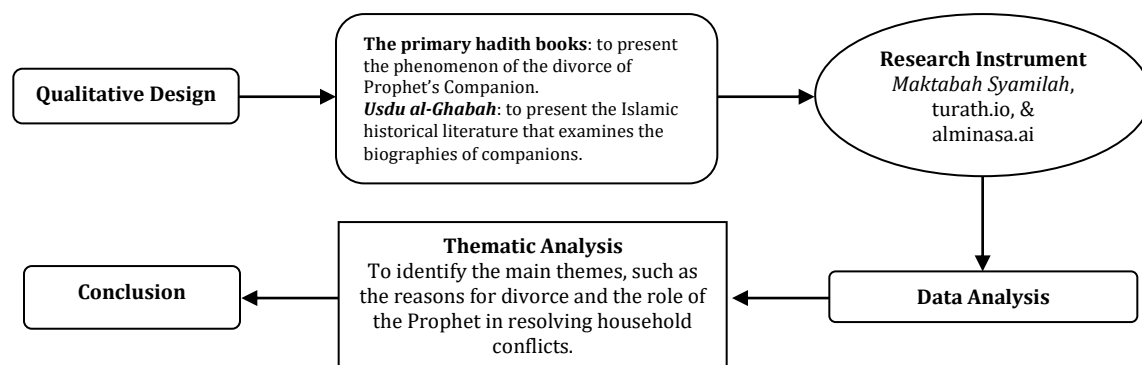 Qualitative Design
The primary hadith books: to present
the phenomenon of the divorce of
Prophet's Companion.
Usdu al-Ghabah: to present the Islamic
historical literature that examines the
biographies of companions.
Research Instrument
Maktabah Syamilah,
turath.io, &
alminasa.ai
Data Analysis
Thematic Analysis
To identify the main themes, such as
the reasons for divorce and the role of
the Prophet in resolving household
conflicts.
Conclusion